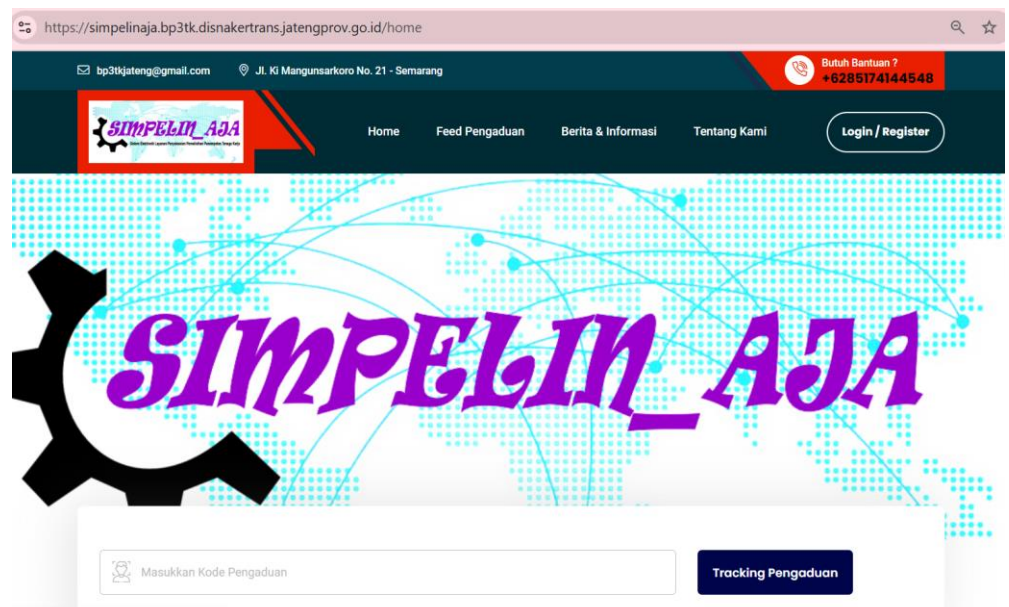 https://simpelinaja.bp3tk.disnakertrans.jatengprov.go.id/home
bp3tkjateng@gmail.com
Jl. Ki Mangunsarkoro No. 21 - Semarang
Butuh Bantuan ?
+6285174144548
SIMPELIN_AJA
Home
Feed Pengaduan
Berita & Informasi
Tentang Kami
Login / Register
SIMPELIN_AJA
Masukkan Kode Pengaduan
Tracking Pengaduan